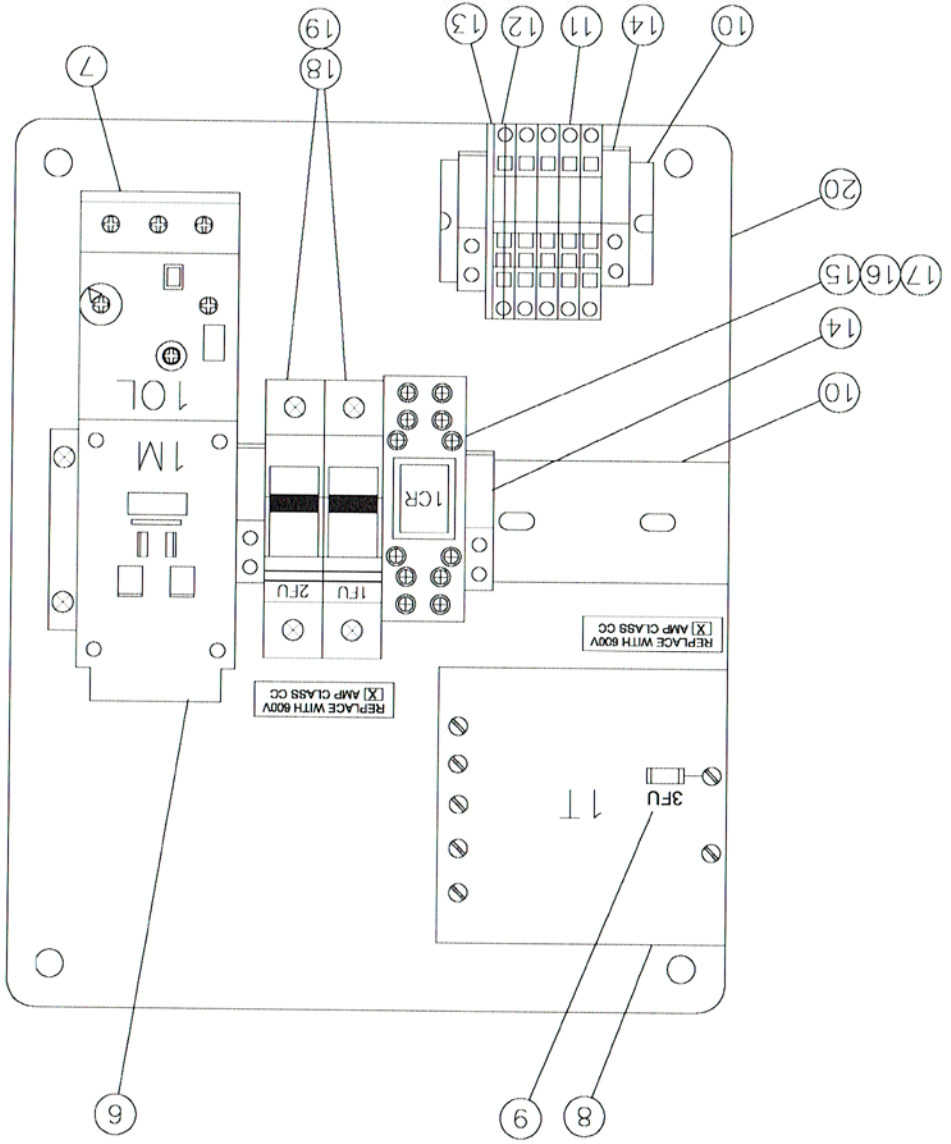 8
9
6
3FU
1T
REPLACE WITH 600V
X AMP CLASS CC
REPLACE WITH 600V
X AMP CLASS CC
1FU 2FU
1CR
1M
10
1OL
14
17 16 15
20
7
18
19
10
14
11
12
13